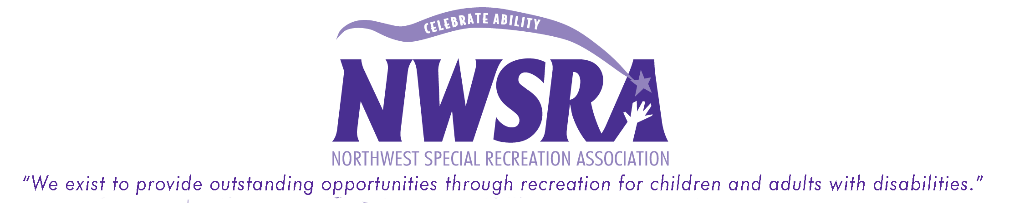 CELEBRATE ABILITY
NWSRA
NORTHWEST SPECIAL RECREATION ASSOCIATION
"We exist to provide outstanding opportunities through recreation for children and adults with disabilities."